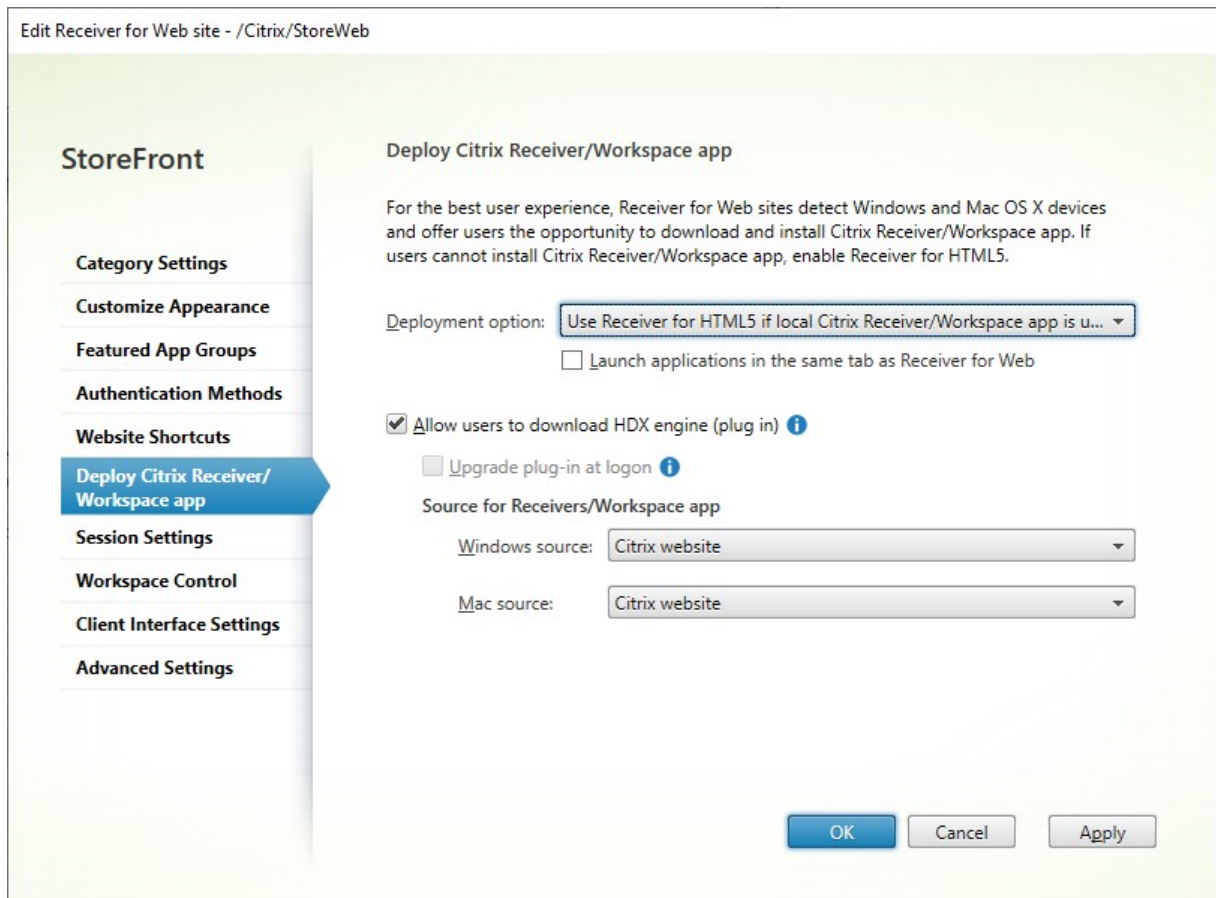 Edit Receiver for Web site - /Citrix/StoreWeb
StoreFront
Category Settings
Customize Appearance
Featured App Groups
Authentication Methods
Website Shortcuts
Deploy Citrix Receiver/
Workspace app
Session Settings
Workspace Control
Client Interface Settings
Advanced Settings
Deploy Citrix Receiver/Workspace app
For the best user experience, Receiver for Web sites detect Windows and Mac OS X devices
and offer users the opportunity to download and install Citrix Receiver/Workspace app. If
users cannot install Citrix Receiver/Workspace app, enable Receiver for HTML5.
Deployment option: Use Receiver for HTML5 if local Citrix Receiver/Workspace app is u...
Launch applications in the same tab as Receiver for Web
Allow users to download HDX engine (plug in)
Upgrade plug-in at logon
Source for Receivers/Workspace app
Windows source: Citrix website
Mac source: Citrix website
OK Cancel Apply